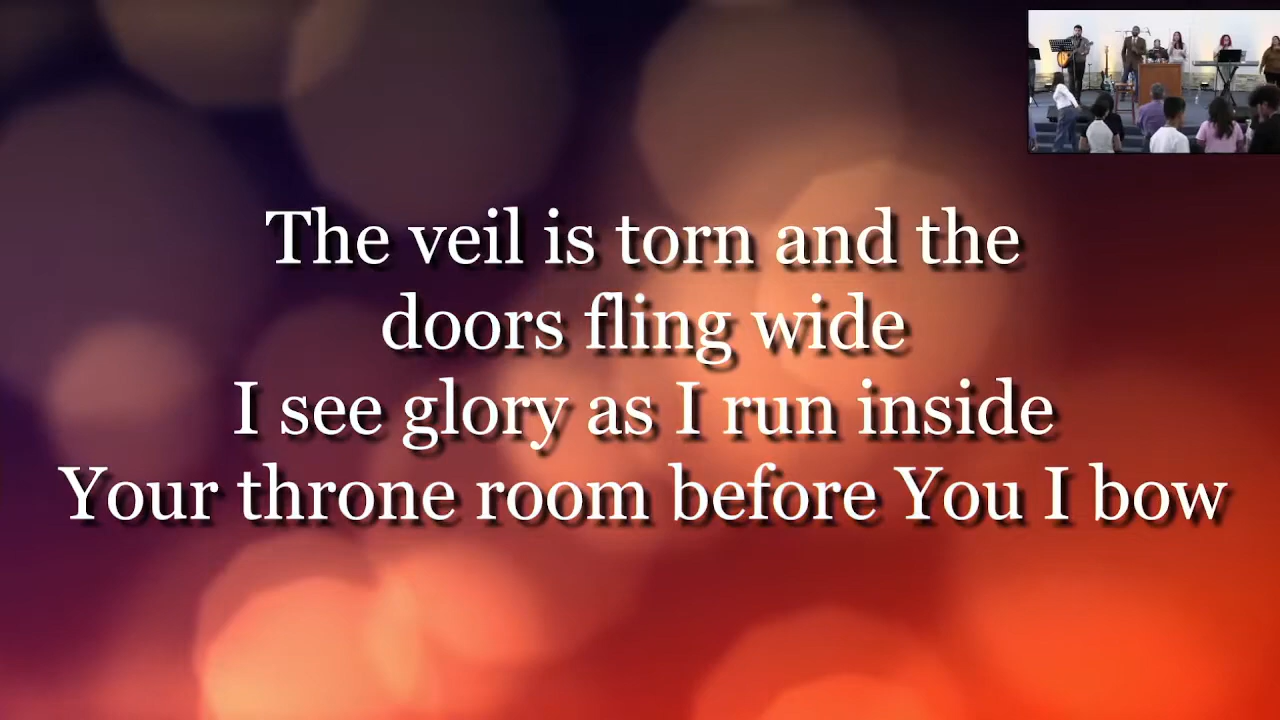 The veil is torn and the
doors fling wide
I see glory as I run inside
Your throne room before You I bow